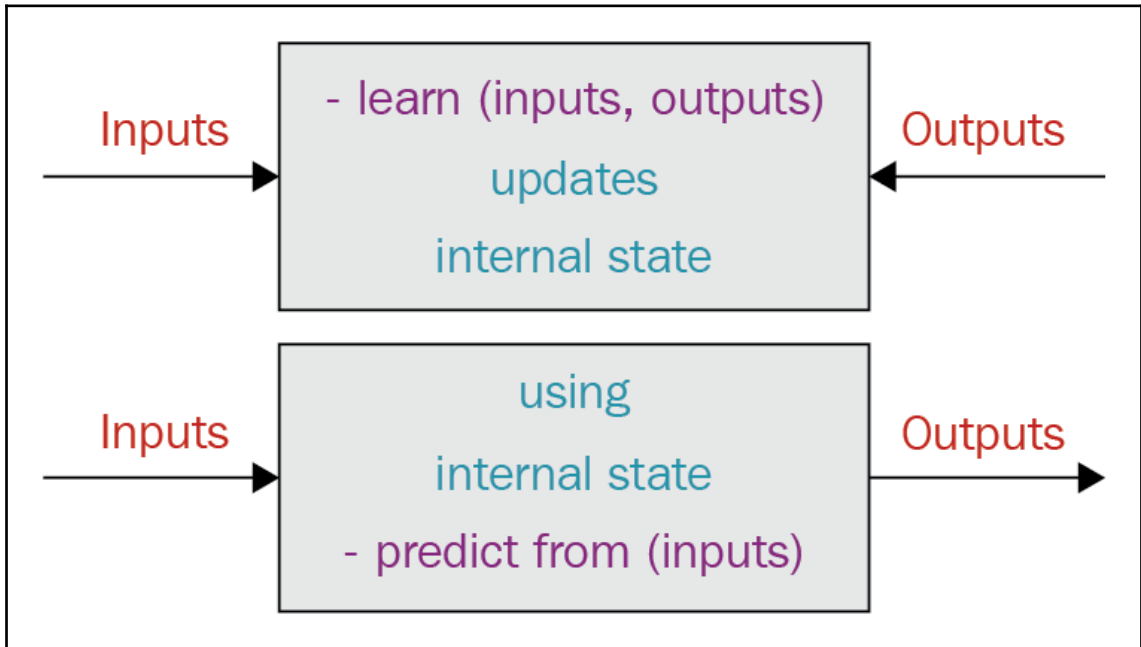 Inputs
- learn (inputs, outputs)
updates
internal state
Outputs
Inputs
using
internal state
- predict from (inputs)
Outputs